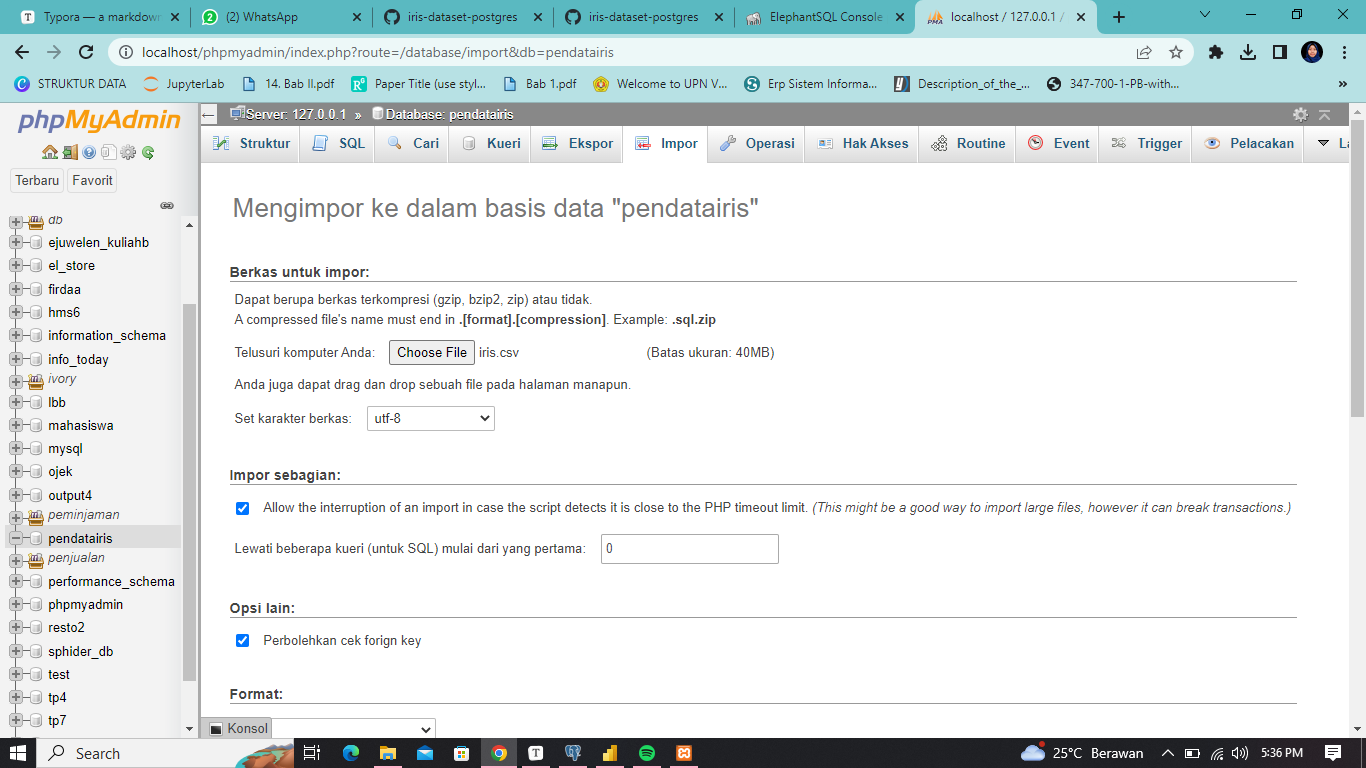 Typora — a markdown
(2) WhatsApp
iris-dataset-postgres
iris-dataset-postgres
ElephantSQL Console
localhost / 127.0.0.1 /
localhost/phpmyadmin/index.php?route=/database/import&db=pendatairis
STRUKTUR DATA
JupyterLab
14. Bab II.pdf
Paper Title (use styl...
Bab 1.pdf
Welcome to UPN V...
Erp Sistem Informa...
Description_of_the_...
347-700-1-PB-with...
»
phpMyAdmin
Terbaru
Favorit
db
ejuwelen_kuliahb
el_store
firdaa
hms6
information_schema
info_today
ivory
lbb
mahasiswa
mysql
ojek
output4
peminjaman
pendatairis
penjualan
performance_schema
phpmyadmin
resto2
sphider_db
test
tp4
tp7
Server: 127.0.0.1 » Database: pendatairis
Struktur
SQL
Cari
Kueri
Ekspor
Impor
Operasi
Hak Akses
Routine
Event
Trigger
Pelacakan
Mengimpor ke dalam basis data "pendatairis"
Berkas untuk impor:
Dapat berupa berkas terkompresi (gzip, bzip2, zip) atau tidak.
A compressed file's name must end in .[format].[compression]. Example: .sql.zip
Telusuri komputer Anda: Choose File iris.csv (Batas ukuran: 40MB)
Anda juga dapat drag dan drop sebuah file pada halaman manapun.
Set karakter berkas: utf-8
Impor sebagian:
Allow the interruption of an import in case the script detects it is close to the PHP timeout limit. (This might be a good way to import large files, however it can break transactions.)
Lewati beberapa kueri (untuk SQL) mulai dari yang pertama: 0
Opsi lain:
Perbolehkan cek forign key
Format:
Konsol
Search
25°C Berawan
5:36 PM